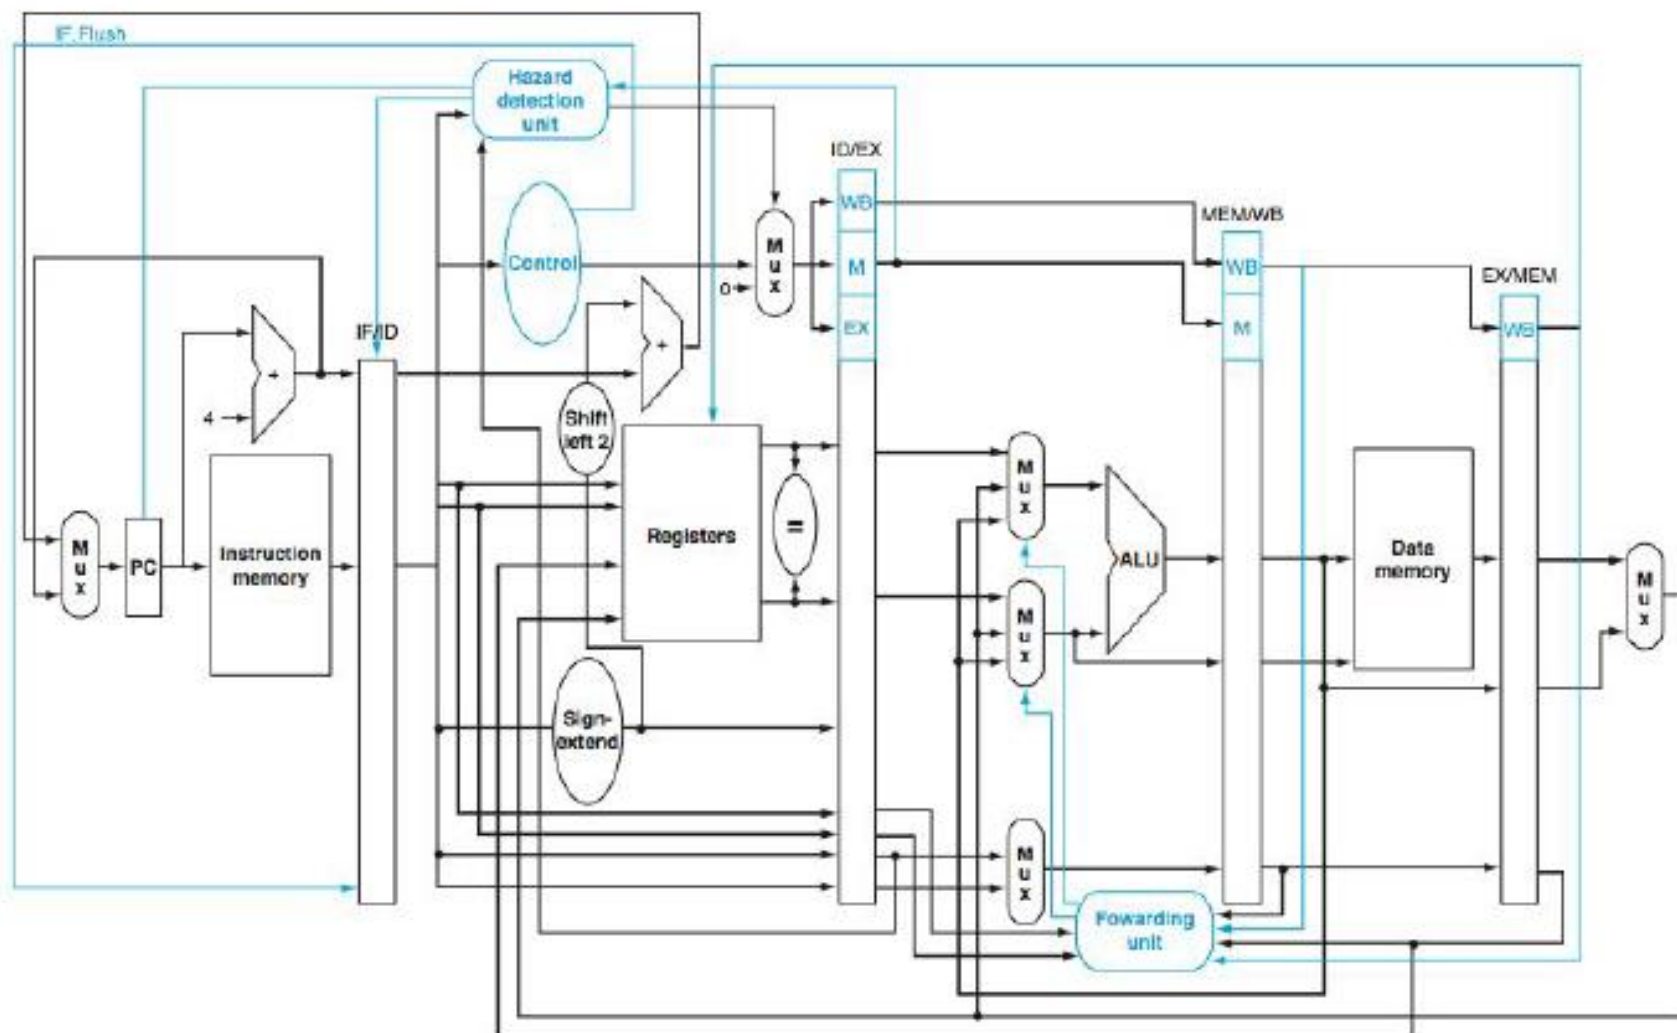 IF.Flush
Hazard
detection
unit
ID/EX
WB
MEM/WB
Control
M
u
x
M
WB
EX/MEM
0
EX
M
WB
IF/ID
+
+
4
Shift
left 2
M
u
x
M
u
x
PC
Instruction
memory
Registers
=
ALU
Data
memory
M
u
x
M
u
x
Sign-
extend
M
u
x
Fowarding
unit